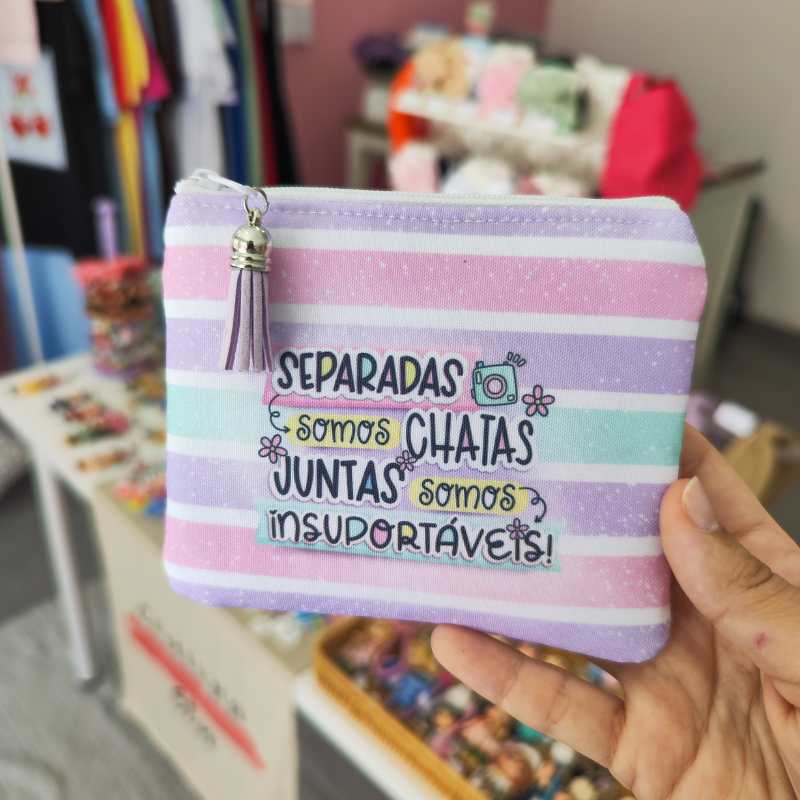 SEPARADAS
somos CHATAS
JUNTAS somos
iNSUPORTÁVEiS!